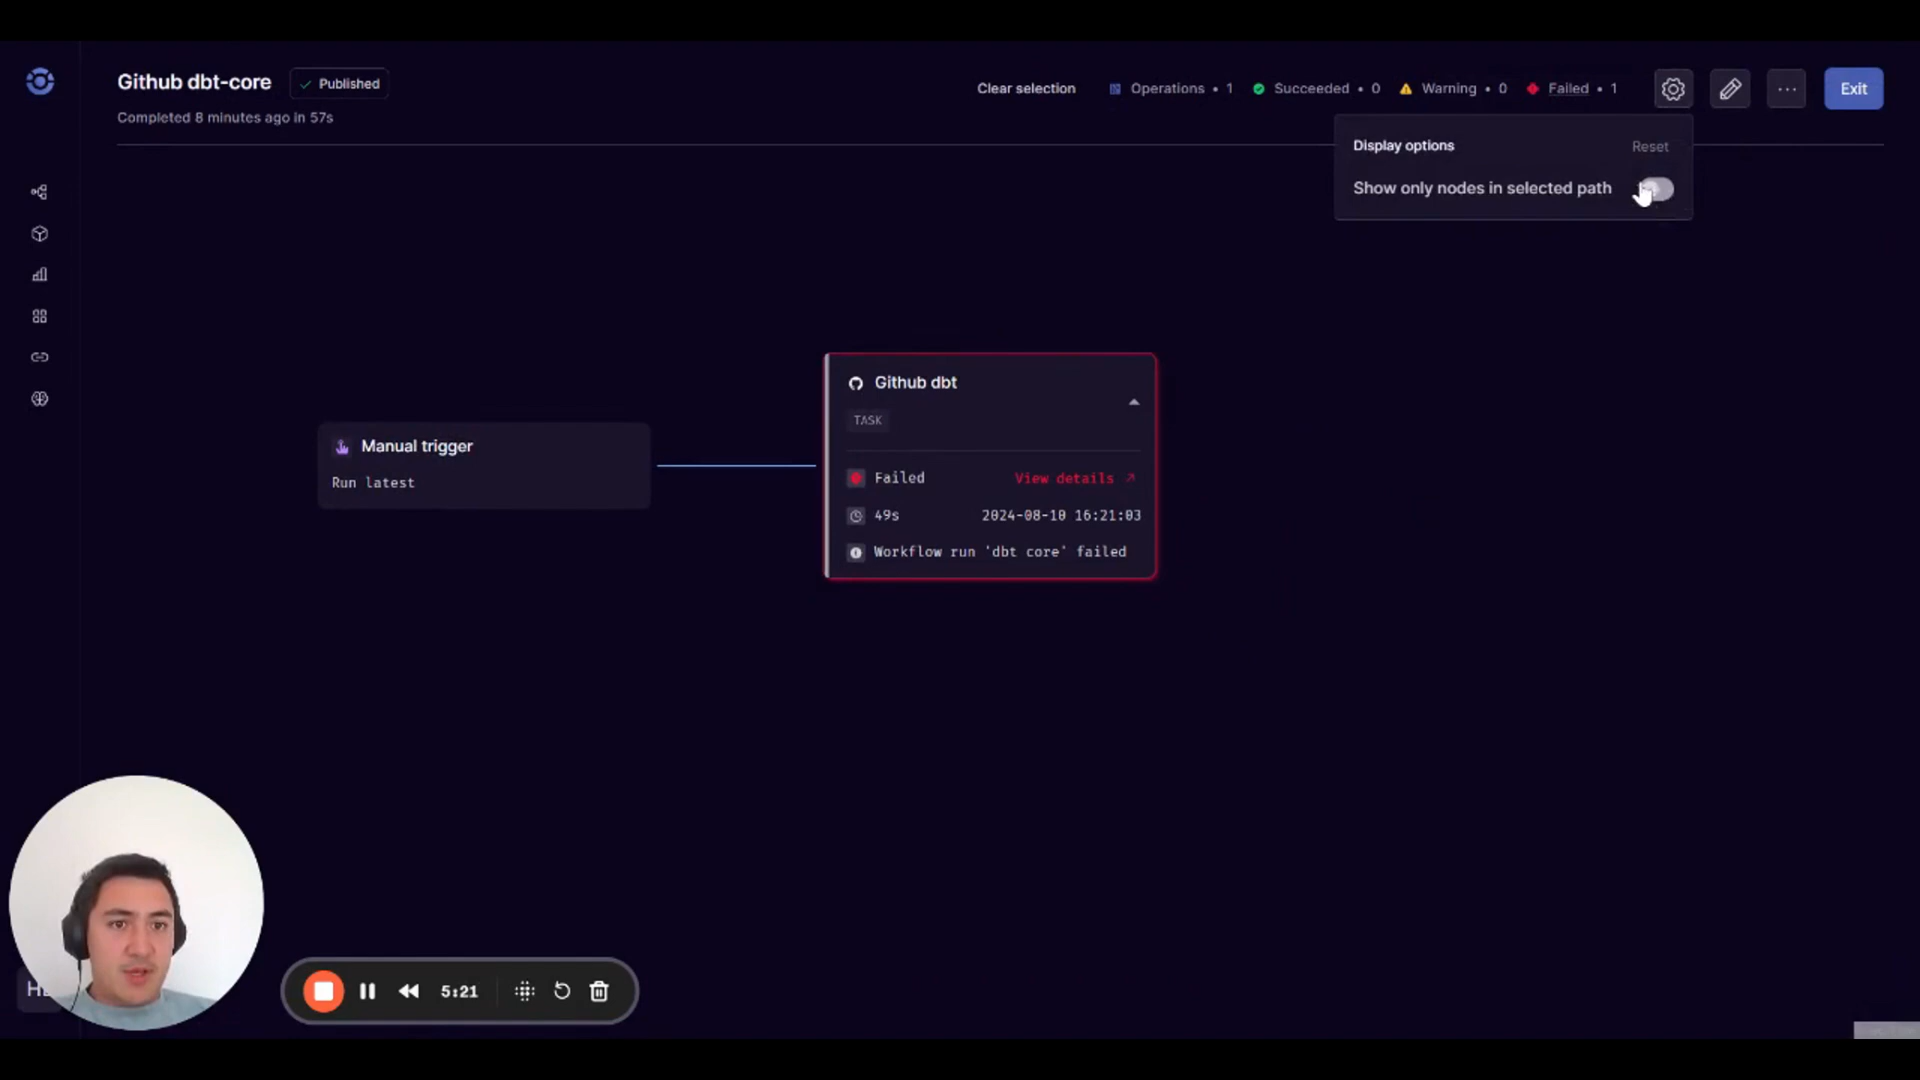 Github dbt-core
Published
Completed 8 minutes ago in 57s
Clear selection
Operations • 1
Succeeded • 0
Warning • 0
Failed • 1
...
Exit
Display options
Reset
Show only nodes in selected path
Manual trigger
Run latest
Github dbt
TASK
Failed
View details ↗
49s
2024-08-10 16:21:03
Workflow run 'dbt core' failed
5:21